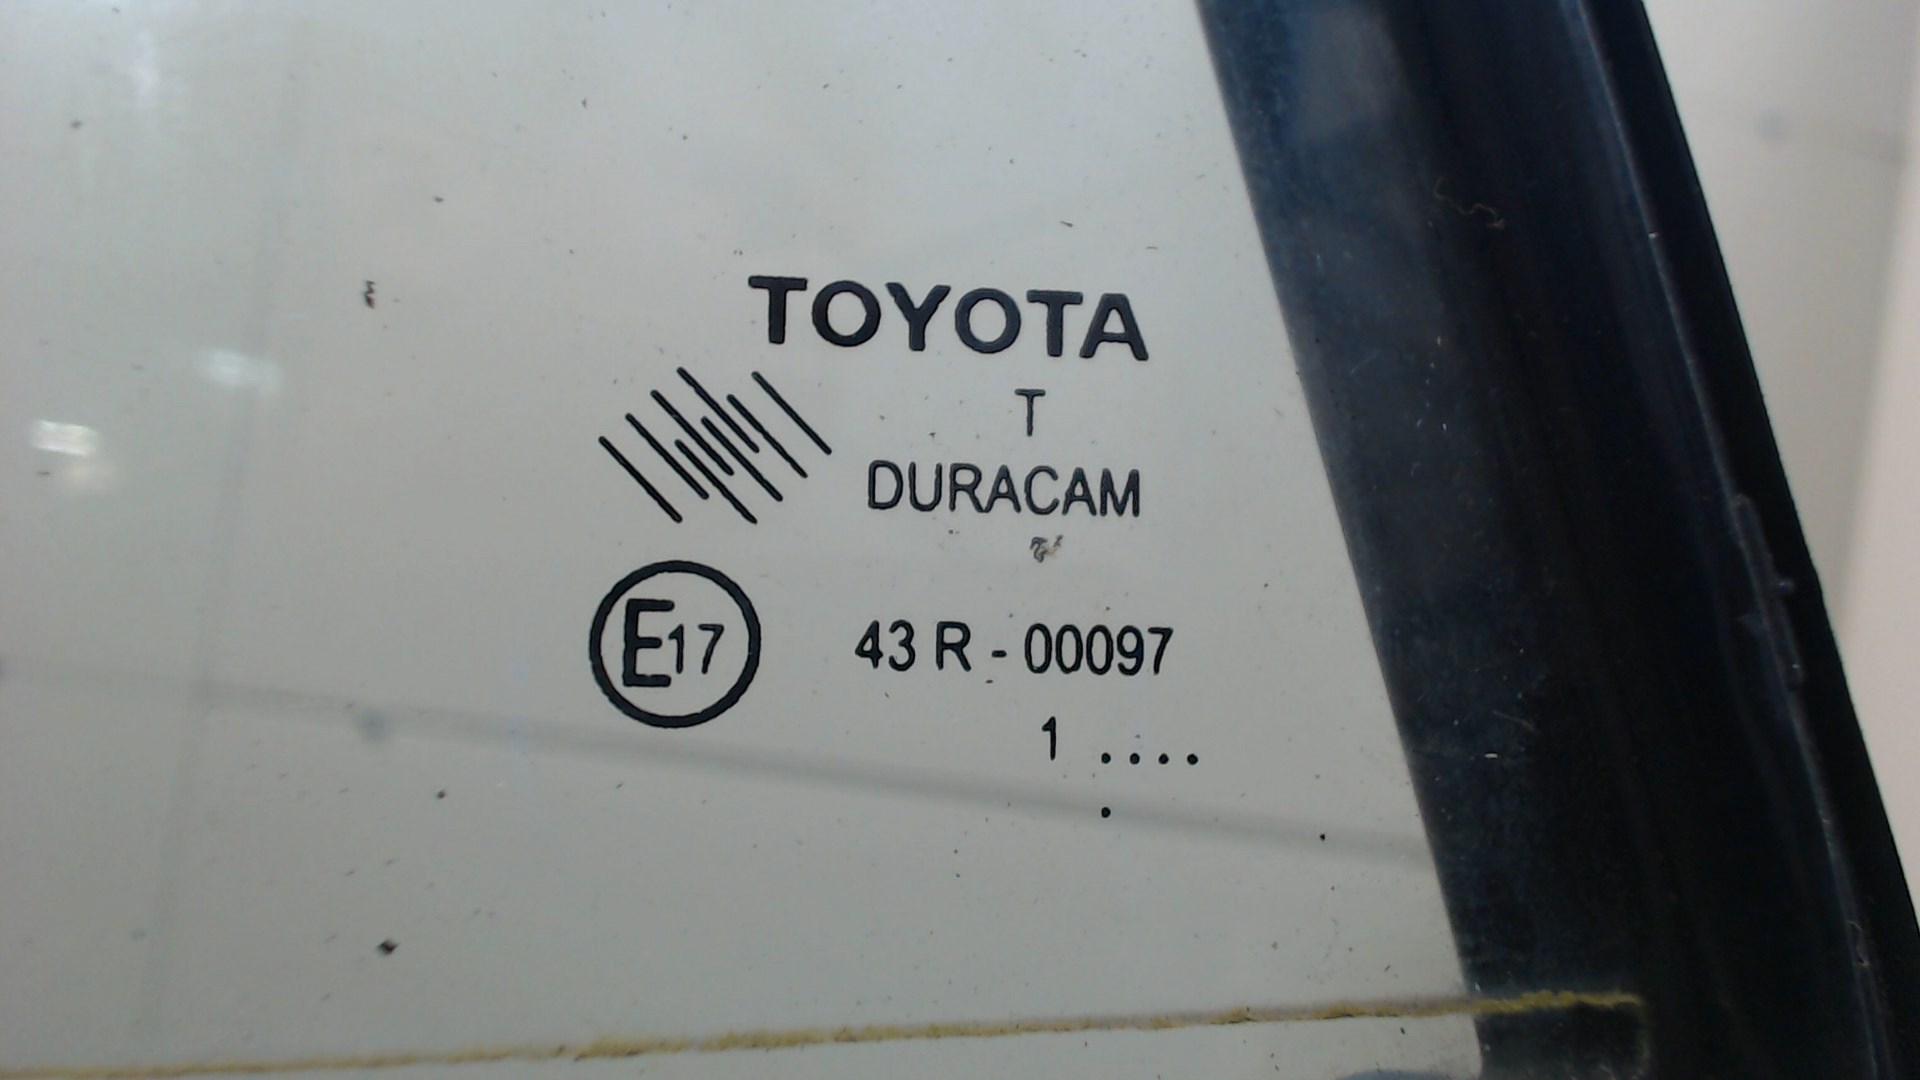 TOYOTA
T
DURACAM
E17 43 R - 00097
1 ....
.